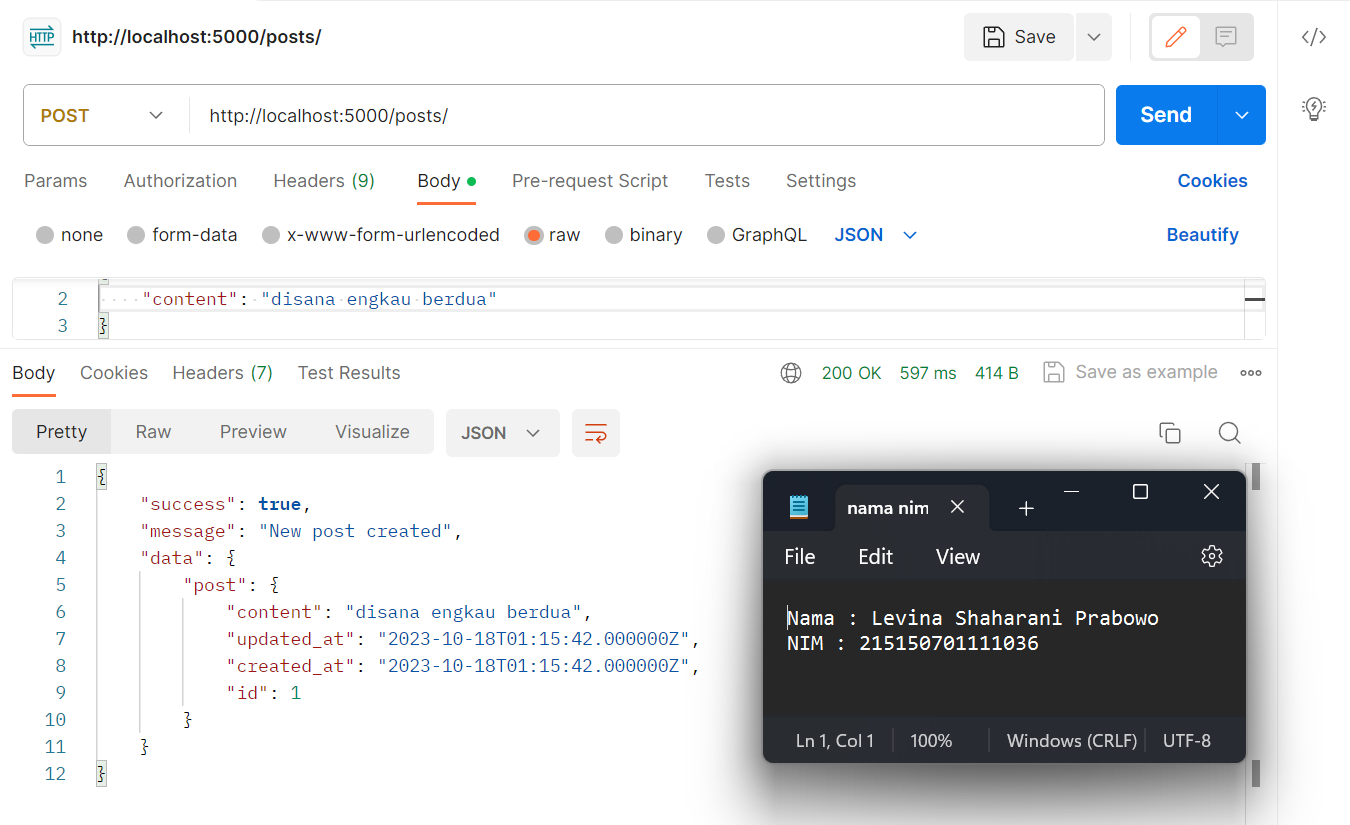 HTTP http://localhost:5000/posts/ Save
POST http://localhost:5000/posts/ Send
Params Authorization Headers (9) Body Pre-request Script Tests Settings Cookies
none form-data x-www-form-urlencoded raw binary GraphQL JSON Beautify
2 "content": "disana engkau berdua"
3 }
Body Cookies Headers (7) Test Results 200 OK 597 ms 414 B Save as example
Pretty Raw Preview Visualize JSON
1 {
2 "success": true,
3 "message": "New post created",
4 "data": {
5 "post": {
6 "content": "disana engkau berdua",
7 "updated_at": "2023-10-18T01:15:42.000000Z",
8 "created_at": "2023-10-18T01:15:42.000000Z",
9 "id": 1
10 }
11 }
12 }
nama nim
File Edit View
Nama : Levina Shaharani Prabowo
NIM : 215150701111036
Ln 1, Col 1 100% Windows (CRLF) UTF-8